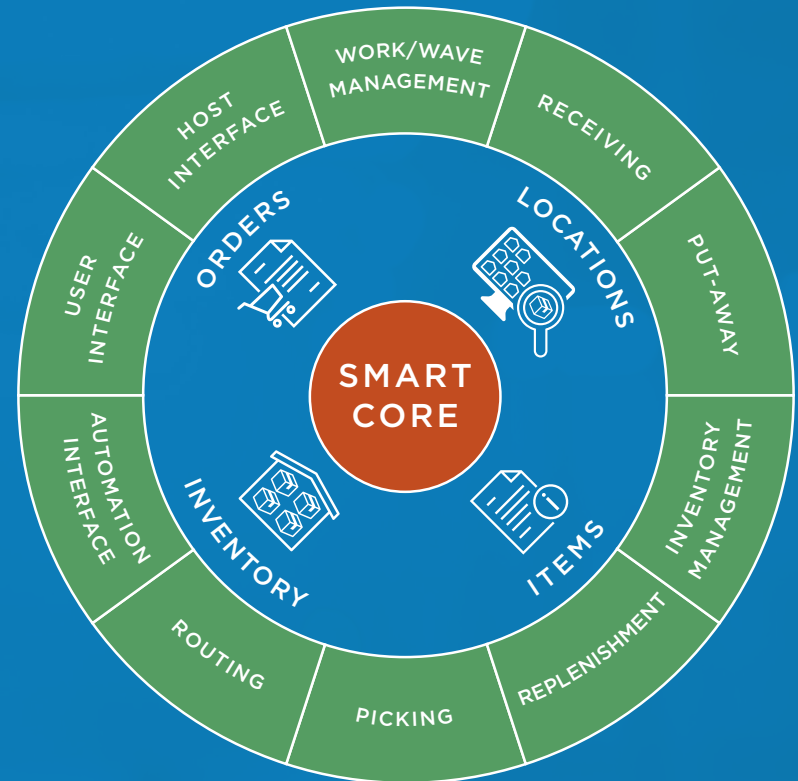 WORK/WAVE
MANAGEMENT
RECEIVING
PUT-AWAY
INVENTORY
MANAGEMENT
REPLENISHMENT
PICKING
ROUTING
AUTOMATION
INTERFACE
USER
INTERFACE
HOST
INTERFACE
ORDERS
LOCATIONS
ITEMS
INVENTORY
SMART
CORE